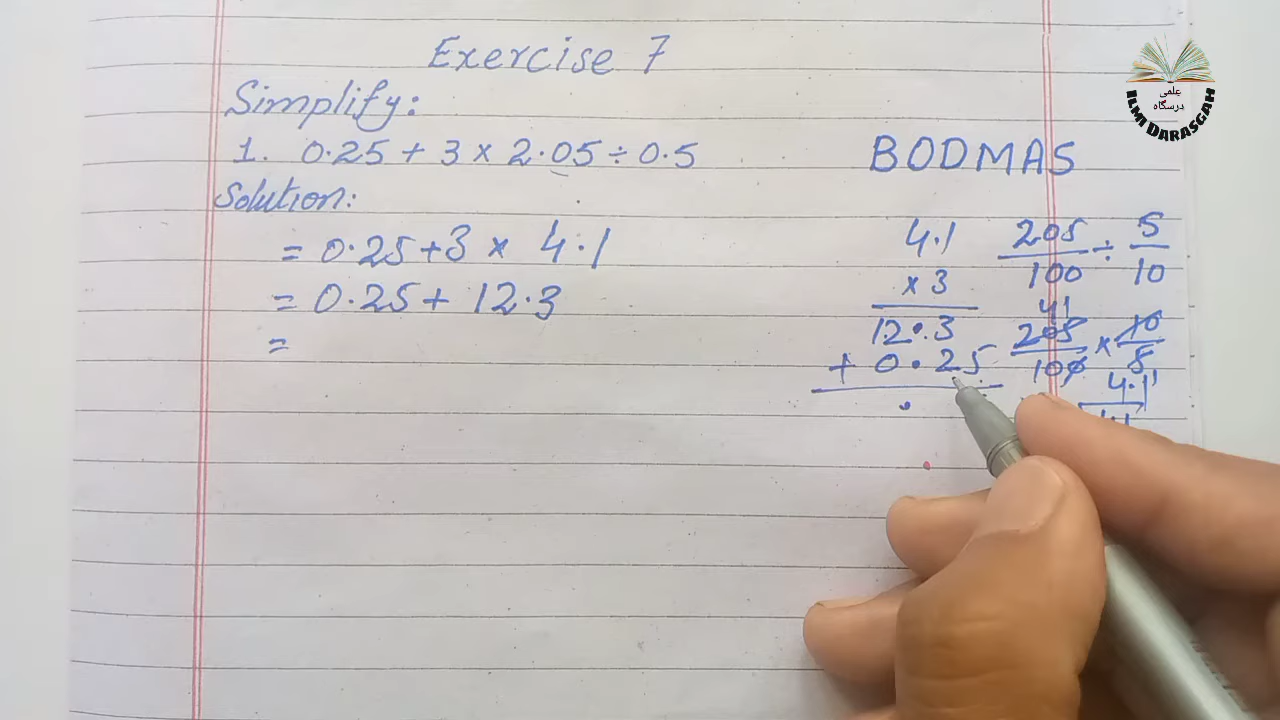 Exercise 7
Simplify:
1. 0.25 + 3 × 2.05 ÷ 0.5
BODMAS
Solution:
= 0.25 + 3 × 4.1
= 0.25 + 12.3
=
4.1
× 3
12.3
+ 0.25
.
205/100 ÷ 5/10
41
205/100 × 10/5
4.1
علمی
درسگاہ
ILMI DARASGAH